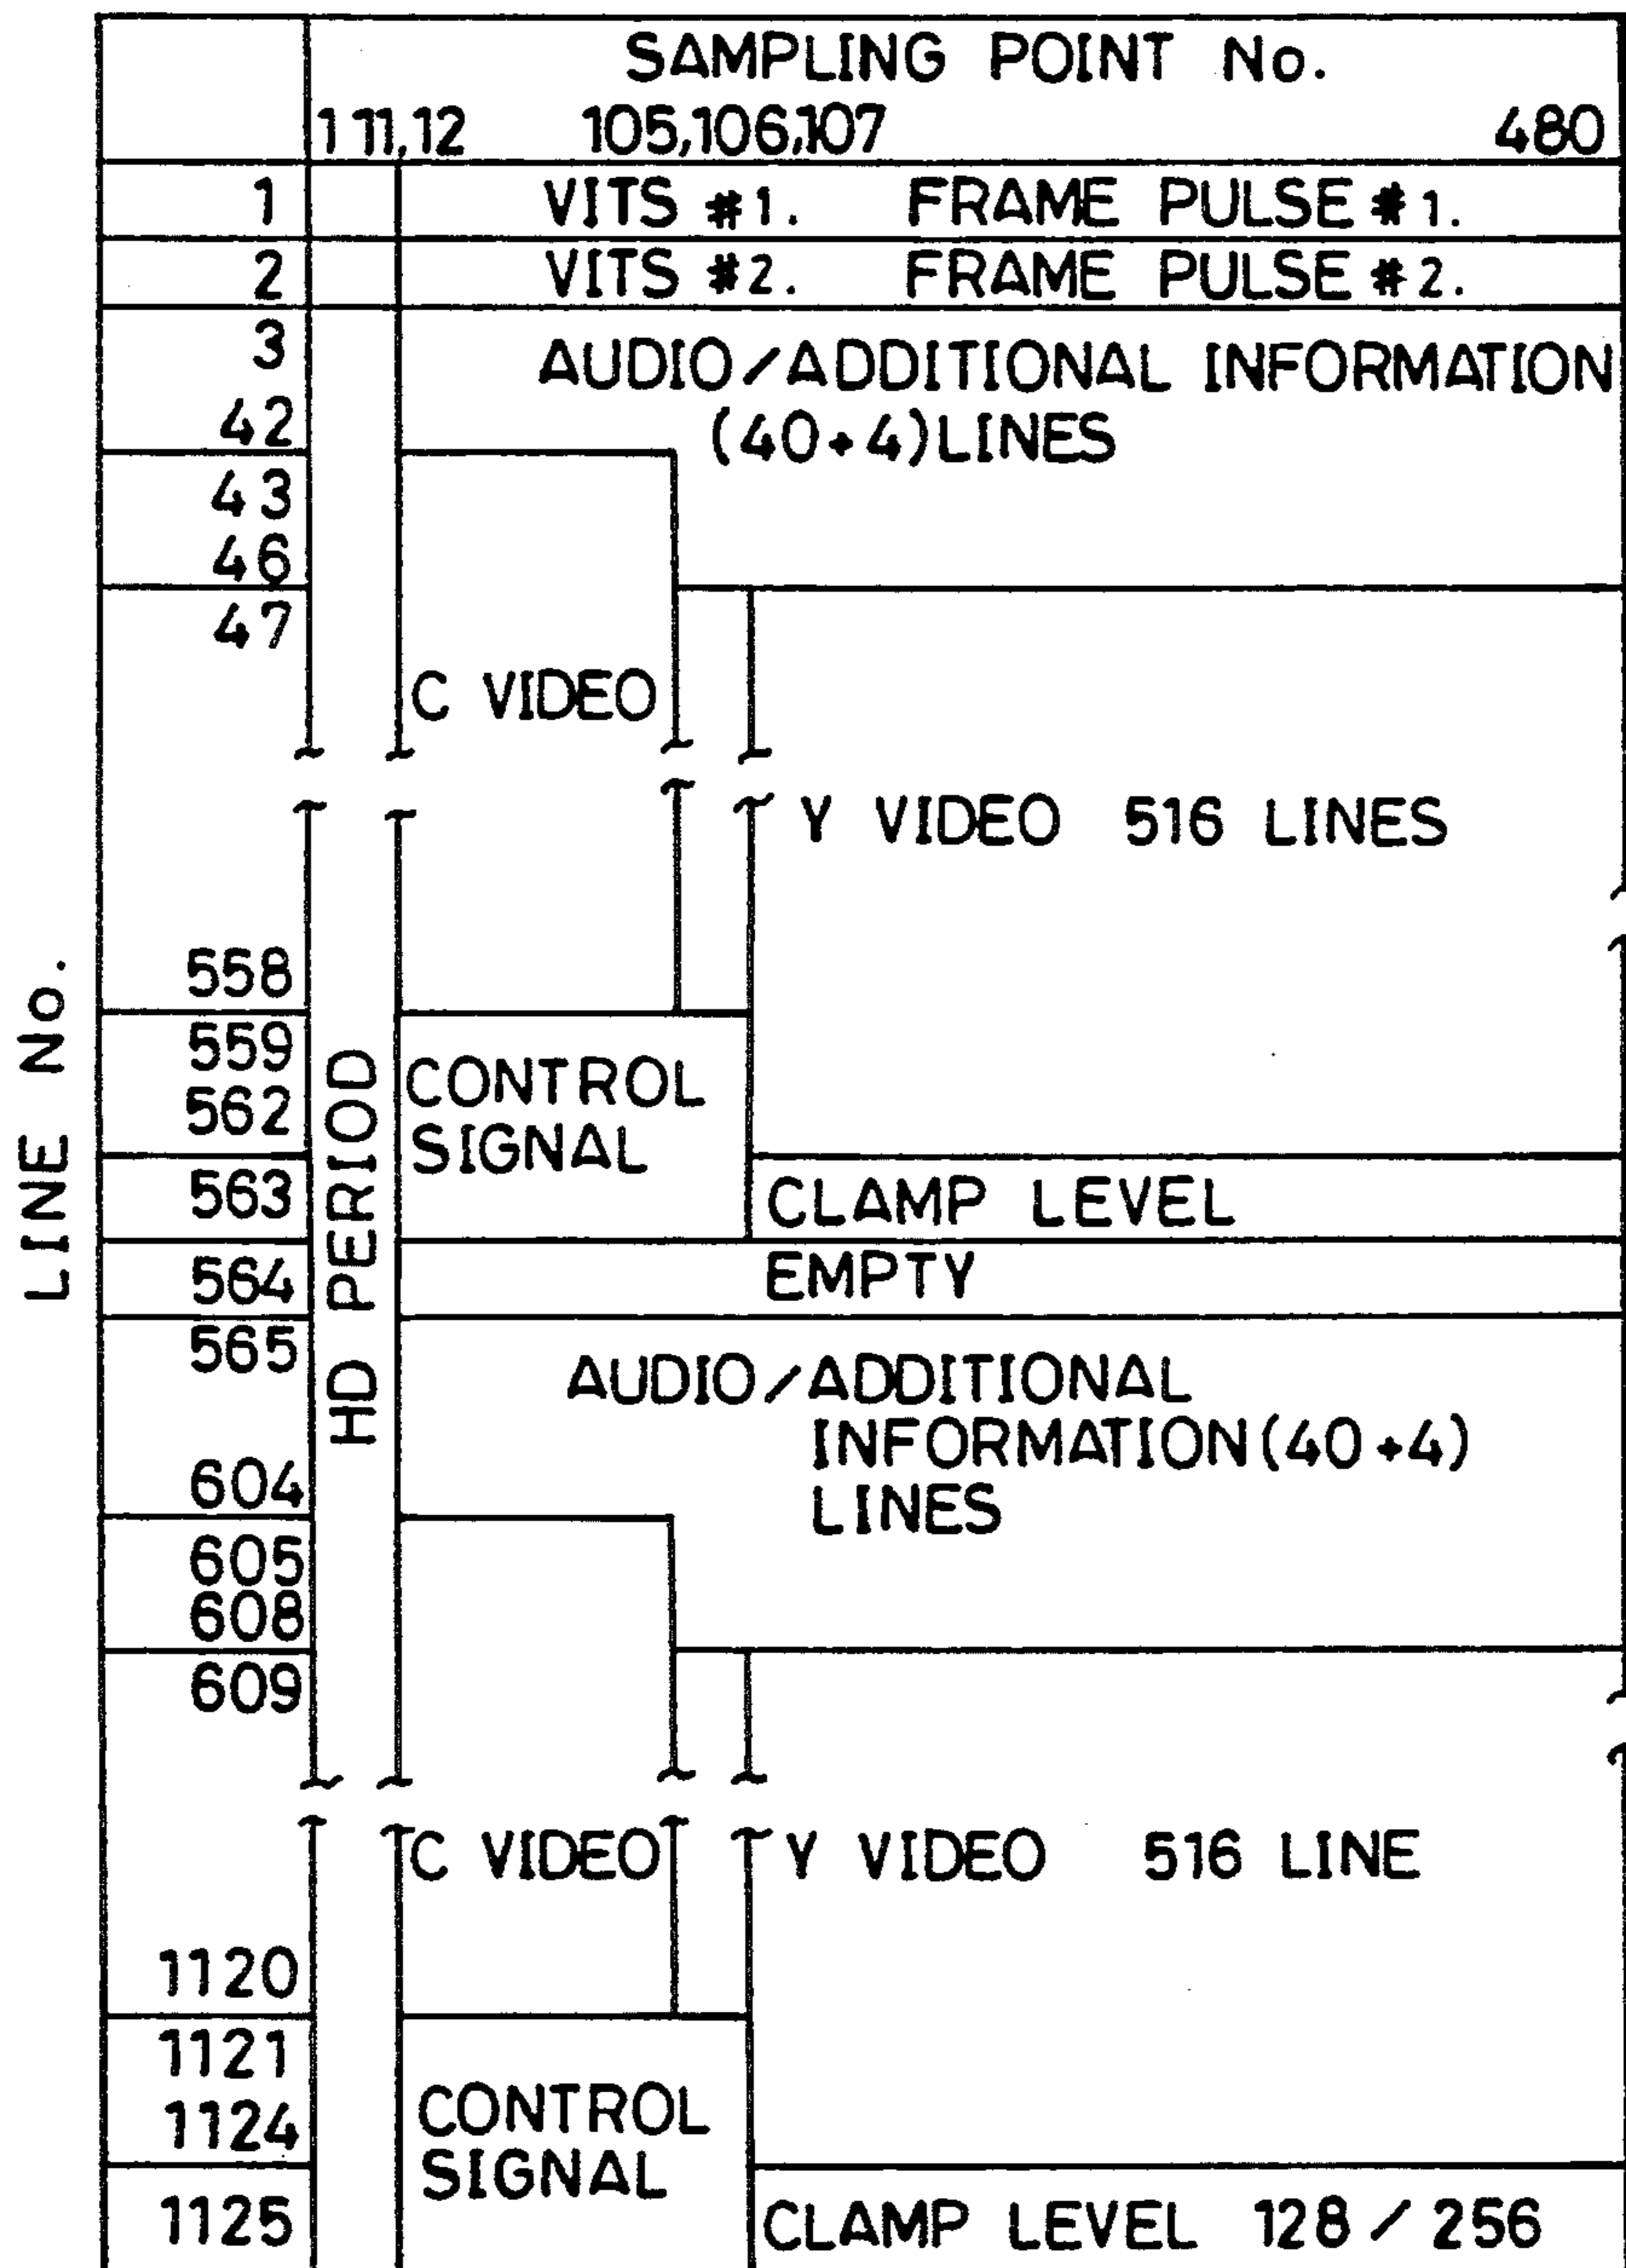 SAMPLING POINT No.
1 11,12 105,106,107 480
1 VITS #1. FRAME PULSE #1.
2 VITS #2. FRAME PULSE #2.
3
AUDIO/ADDITIONAL INFORMATION
42
(40+4)LINES
43
46
47
C VIDEO
Y VIDEO 516 LINES
558
559
562
CONTROL
SIGNAL
563
CLAMP LEVEL
564
EMPTY
LINE No.
HD PERIOD
565
AUDIO/ADDITIONAL
INFORMATION(40+4)
LINES
604
605
608
609
C VIDEO
Y VIDEO 516 LINE
1120
1121
1124
CONTROL
SIGNAL
1125
CLAMP LEVEL 128/256